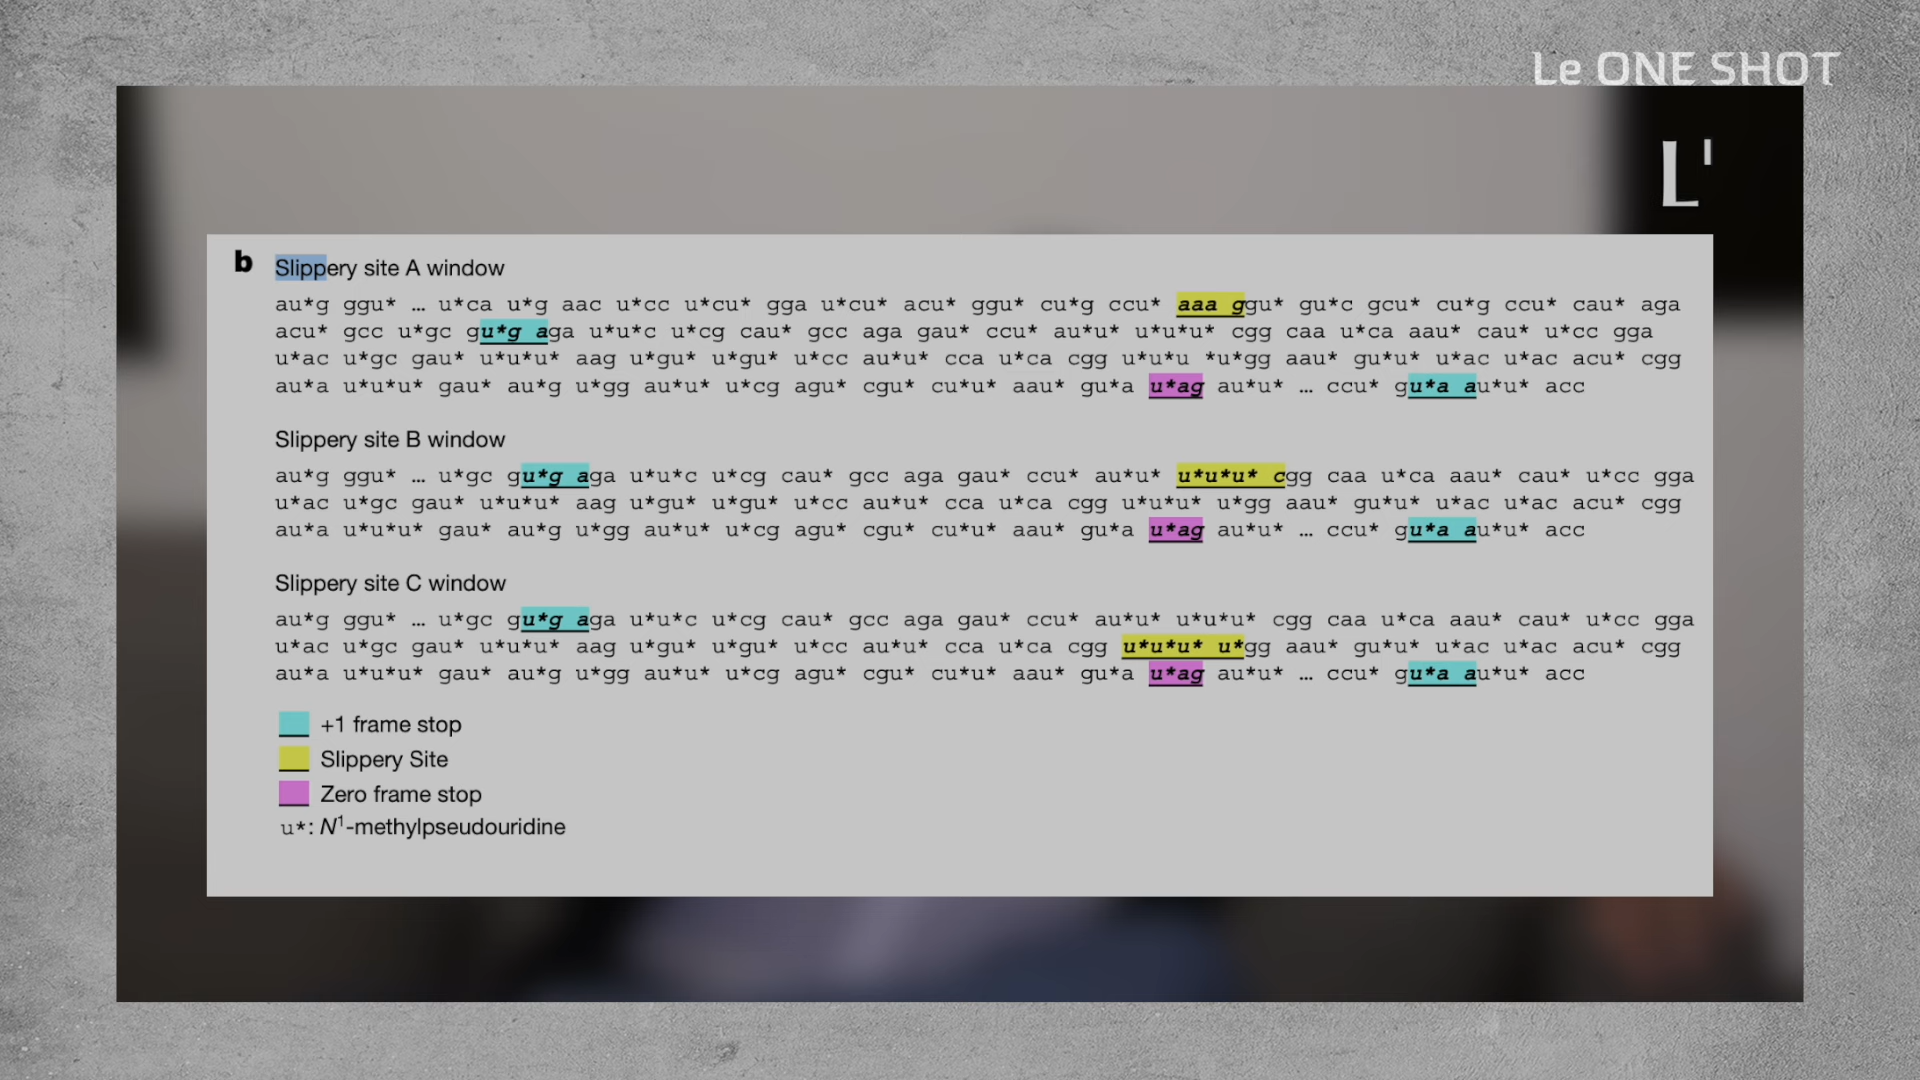 Le ONE SHOT
L'
b Slippery site A window
au*g ggu* … u*ca u*g aac u*cc u*cu* gga u*cu* acu* ggu* cu*g ccu* aaa ggu* gu*c gcu* cu*g ccu* cau* aga
acu* gcc u*gc gu*g aga u*u*c u*cg cau* gcc aga gau* ccu* au*u* u*u*u* cgg caa u*ca aau* cau* u*cc gga
u*ac u*gc gau* u*u*u* aag u*gu* u*gu* u*cc au*u* cca u*ca cgg u*u*u *u*gg aau* gu*u* u*ac u*ac acu* cgg
au*a u*u*u* gau* au*g u*gg au*u* u*cg agu* cgu* cu*u* aau* gu*a u*ag au*u* … ccu* gu*a au*u* acc
Slippery site B window
au*g ggu* … u*gc gu*g aga u*u*c u*cg cau* gcc aga gau* ccu* au*u* u*u*u* cgg caa u*ca aau* cau* u*cc gga
u*ac u*gc gau* u*u*u* aag u*gu* u*gu* u*cc au*u* cca u*ca cgg u*u*u* u*gg aau* gu*u* u*ac u*ac acu* cgg
au*a u*u*u* gau* au*g u*gg au*u* u*cg agu* cgu* cu*u* aau* gu*a u*ag au*u* … ccu* gu*a au*u* acc
Slippery site C window
au*g ggu* … u*gc gu*g aga u*u*c u*cg cau* gcc aga gau* ccu* au*u* u*u*u* cgg caa u*ca aau* cau* u*cc gga
u*ac u*gc gau* u*u*u* aag u*gu* u*gu* u*cc au*u* cca u*ca cgg u*u*u* u*gg aau* gu*u* u*ac u*ac acu* cgg
au*a u*u*u* gau* au*g u*gg au*u* u*cg agu* cgu* cu*u* aau* gu*a u*ag au*u* … ccu* gu*a au*u* acc
+1 frame stop
Slippery Site
Zero frame stop
u*: N¹-methylpseudouridine